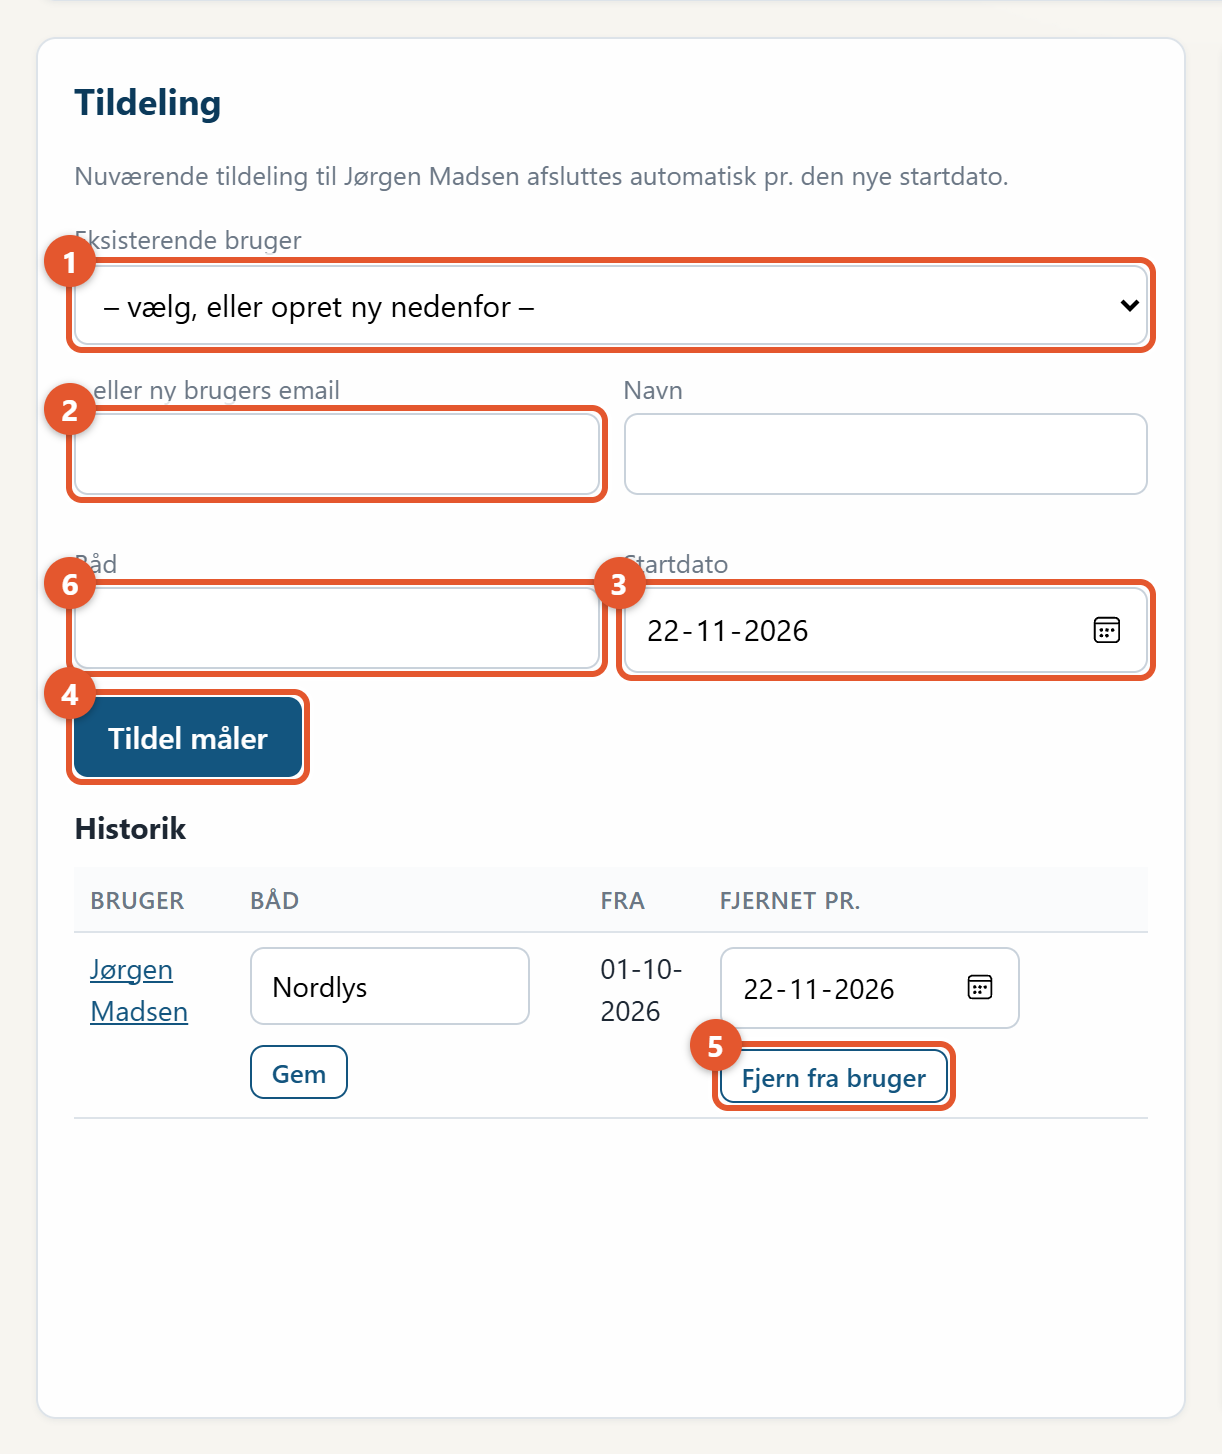 Tildeling
Nuværende tildeling til Jørgen Madsen afsluttes automatisk pr. den nye startdato.
Eksisterende bruger
1
– vælg, eller opret ny nedenfor –
eller ny brugers email
Navn
2
Båd
Startdato
6
3
22-11-2026
4
Tildel måler
Historik
BRUGER BÅD FRA FJERNET PR.
Jørgen Madsen
Nordlys
Gem
01-10-2026
22-11-2026
5
Fjern fra bruger